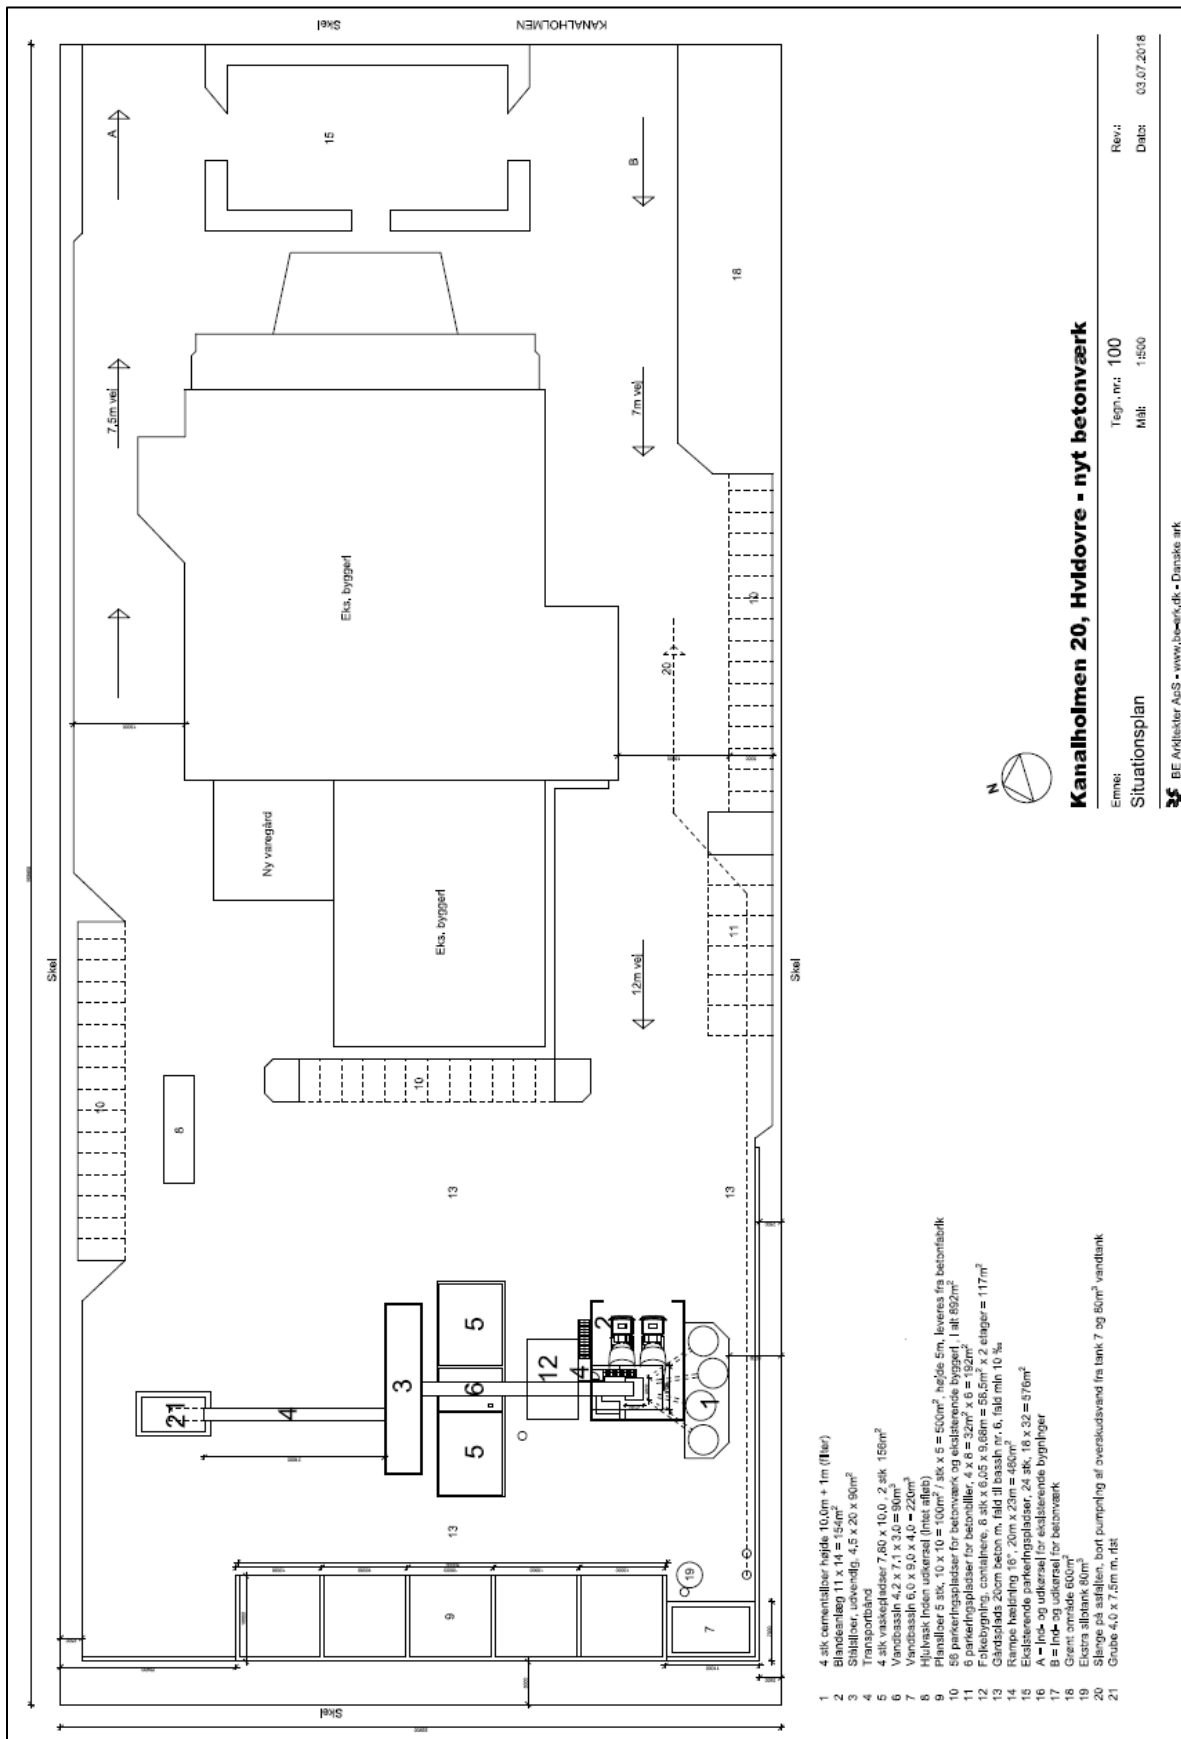 Skel
KANALHOLMEN
A
15
B
18
7,5m vej
7m vej
Eks. byggeri
10
20
Ny varegård
Eks. byggeri
Skel
12m vej
11
Skel
10
10
8
13
13
5
3
6
12
4
2
1
21
4
5
13
9
19
7
Skel
N
Kanalholmen 20, Hvidovre - nyt betonværk
Emne: Tegn. nr.: 100 Rev.:
Situationsplan Mål: 1:500 Dato: 03.07.2018
BE Arkitekter ApS - www.be-ark.dk - Danske ark
1 4 stk cementsiloer højde 10,0m + 1m (filter)
2 Blandeanlæg 11 x 14 = 154m²
3 Stålsiloer, udvendig, 4,5 x 20 x 90m²
4 Transportbånd
5 4 stk vaskepladser 7,80 x 10,0 , 2 stk 156m²
6 Vandbassin 4,2 x 7,1 x 3,0 = 90m³
7 Vandbassin 6,0 x 9,0 x 4,0 = 220m³
8 Hjulvask inden udkørsel (intet afløb)
9 Plansiloer 5 stk, 10 x 10 = 100m² / stk x 5 = 500m², højde 5m, leveres fra betonfabrik
10 56 parkeringspladser for betonværk og eksisterende byggeri , i alt 892m²
11 6 parkeringspladser for betonbiller, 4 x 8 = 32m² x 6 = 192m²
12 Folkebygning, containere, 8 stk x 6,05 x 9,68m = 58,5m² x 2 etager = 117m²
13 Gårdsplads 20cm beton m. fald til bassin nr. 6, fald min 10 ‰
14 Rampe hældning 16°, 20m x 23m = 460m²
15 Eksisterende parkeringspladser, 24 stk, 18 x 32 = 576m²
16 A = ind- og udkørsel for eksisterende bygninger
17 B = ind- og udkørsel for betonværk
18 Grønt område 600m²
19 Ekstra silotank 80m³
20 Slange på asfalten, bort pumpning af overskudsvand fra tank 7 og 80m³ vandtank
21 Grube 4,0 x 7,5m m. rist